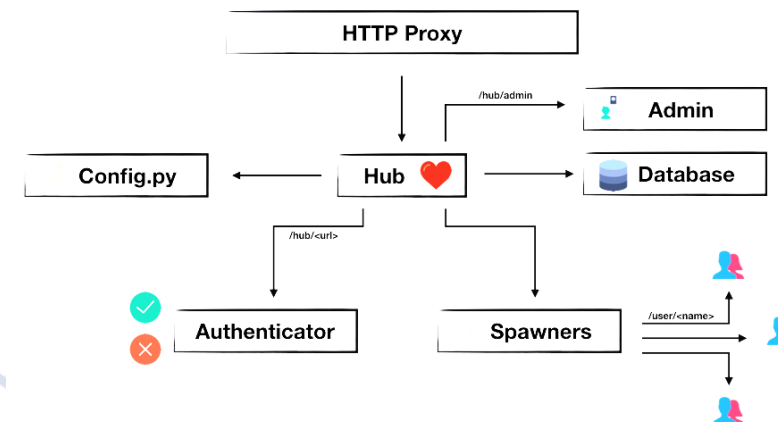 HTTP Proxy
/hub/admin
Admin
Config.py
Hub
Database
/hub/<url>
/user/<name>
Authenticator
Spawners